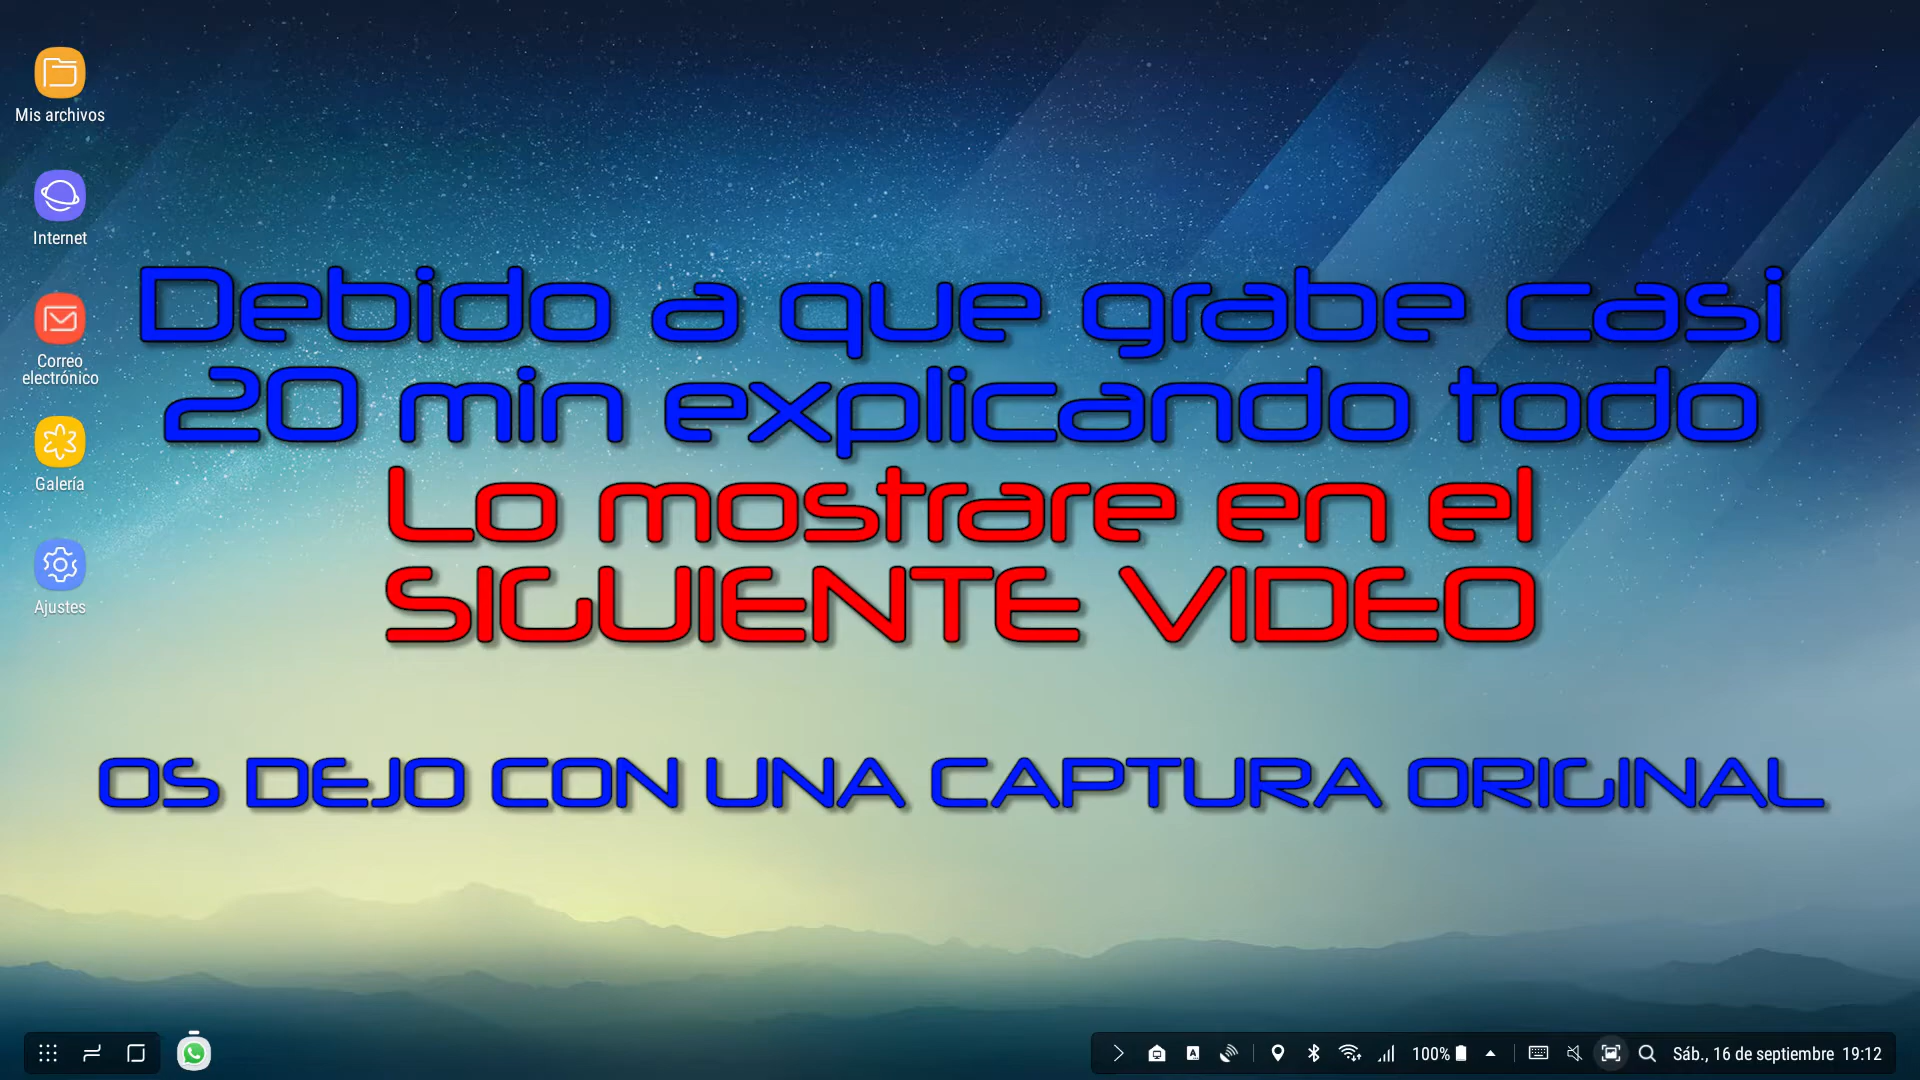 Mis archivos
Internet
Correo
electrónico
Galería
Ajustes
Debido a que grabe casi
20 min explicando todo
Lo mostrare en el
SIGUIENTE VIDEO
OS DEJO CON UNA CAPTURA ORIGINAL
A
100%
Sáb., 16 de septiembre 19:12